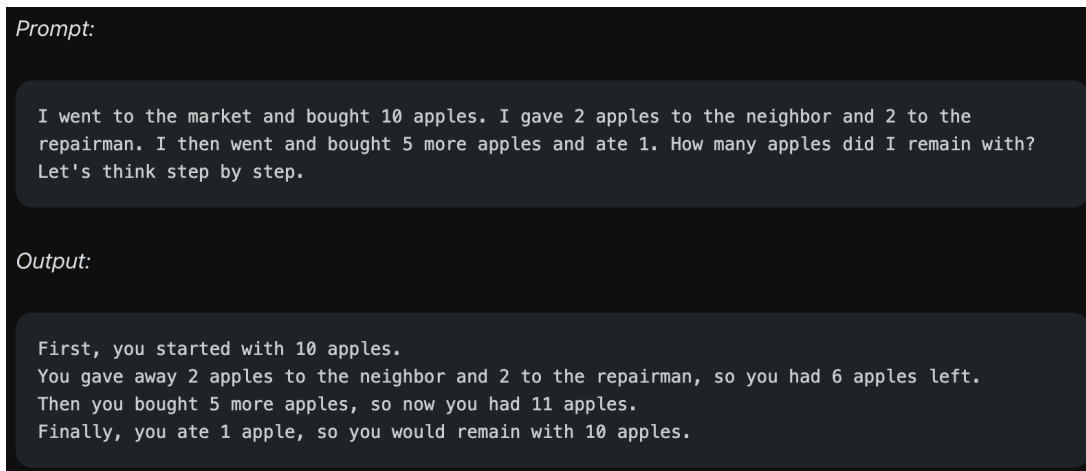 Prompt:
I went to the market and bought 10 apples. I gave 2 apples to the neighbor and 2 to the
repairman. I then went and bought 5 more apples and ate 1. How many apples did I remain with?
Let's think step by step.
Output:
First, you started with 10 apples.
You gave away 2 apples to the neighbor and 2 to the repairman, so you had 6 apples left.
Then you bought 5 more apples, so now you had 11 apples.
Finally, you ate 1 apple, so you would remain with 10 apples.